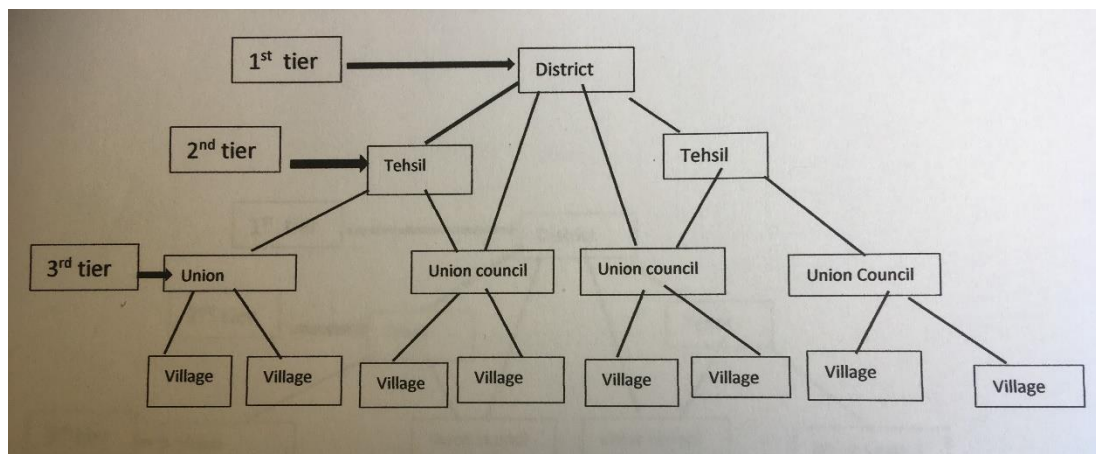 1st tier
District
2nd tier
Tehsil
Tehsil
3rd tier
Union
Union council
Union council
Union Council
Village
Village
Village
Village
Village
Village
Village
Village